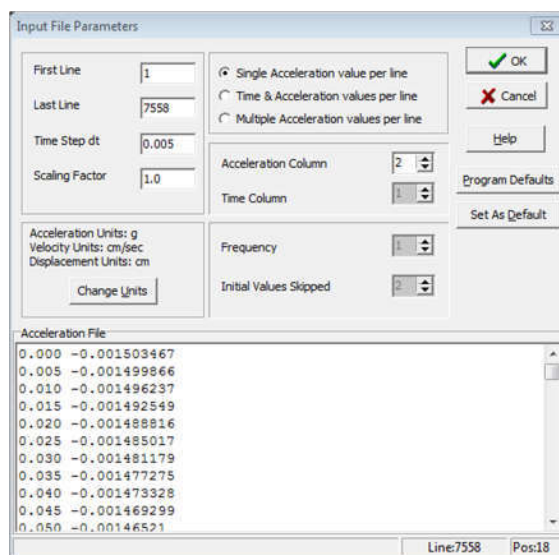 Input File Parameters
First Line 1
Last Line 7558
Time Step dt 0.005
Scaling Factor 1.0
Single Acceleration value per line
Time & Acceleration values per line
Multiple Acceleration values per line
OK
Cancel
Help
Acceleration Column 2
Time Column 1
Program Defaults
Set As Default
Acceleration Units: g
Velocity Units: cm/sec
Displacement Units: cm
Change Units
Frequency 1
Initial Values Skipped 2
Acceleration File
0.000 -0.001503467
0.005 -0.001499866
0.010 -0.001496237
0.015 -0.001492549
0.020 -0.001488816
0.025 -0.001485017
0.030 -0.001481179
0.035 -0.001477275
0.040 -0.001473328
0.045 -0.001469299
0.050 -0.00146521
Line:7558 Pos:18